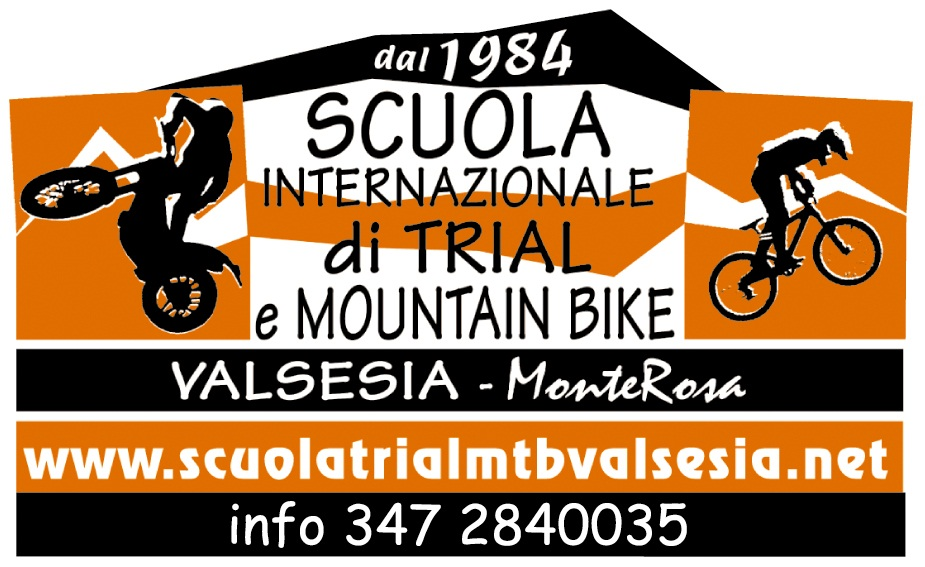 dal 1984
SCUOLA
INTERNAZIONALE
di TRIAL
e MOUNTAIN BIKE
VALSESIA - MonteRosa
www.scuolatrialmtbvalsesia.net
info 347 2840035